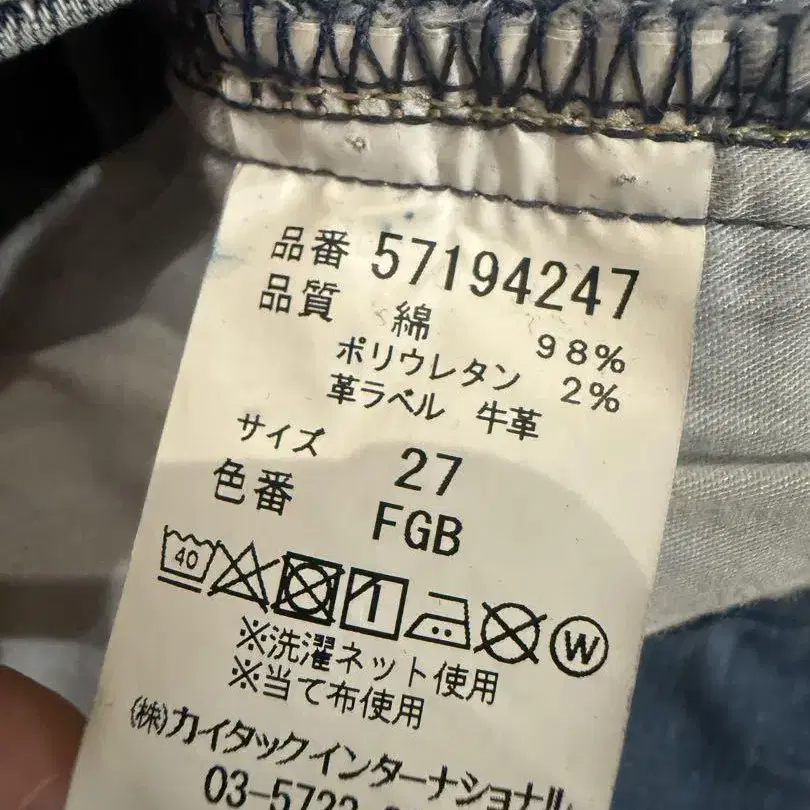 品番 57194247
品質 綿 98%
ポリウレタン 2%
革ラベル 牛革
サイズ 27
色番 FGB
40
W
※洗濯ネット使用
※当て布使用
(株)カイタックインターナショナル
03-5722